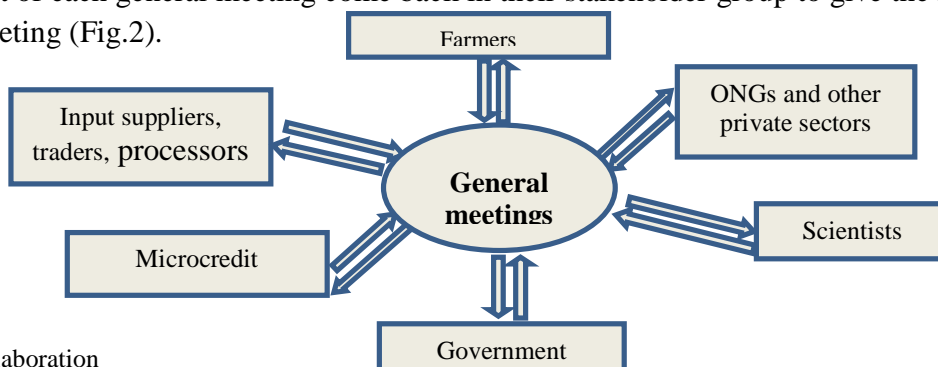 of each general meeting come back in their stakeholder group to give the
eting (Fig.2).
Farmers
ONGs and other
private sectors
Input suppliers,
traders, processors
General
meetings
Scientists
Microcredit
Government
aboration